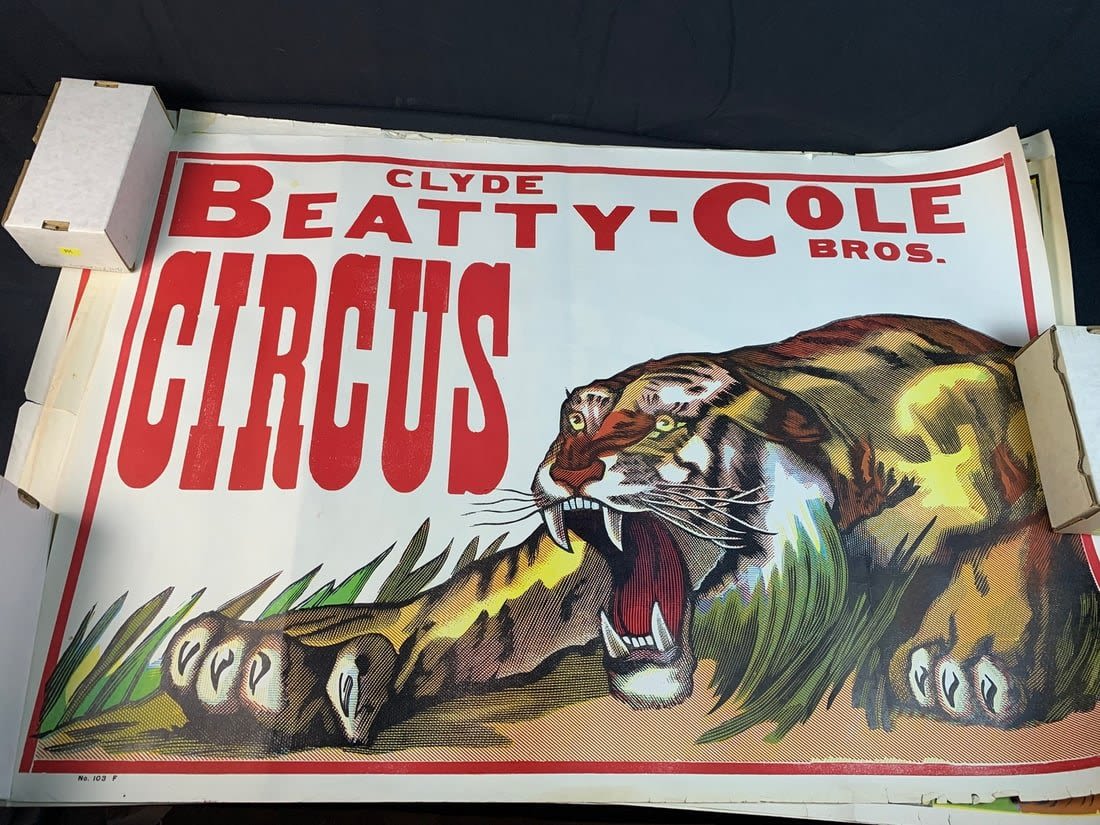 CLYDE
BEATTY-COLE
BROS.
CIRCUS
No. 103 F